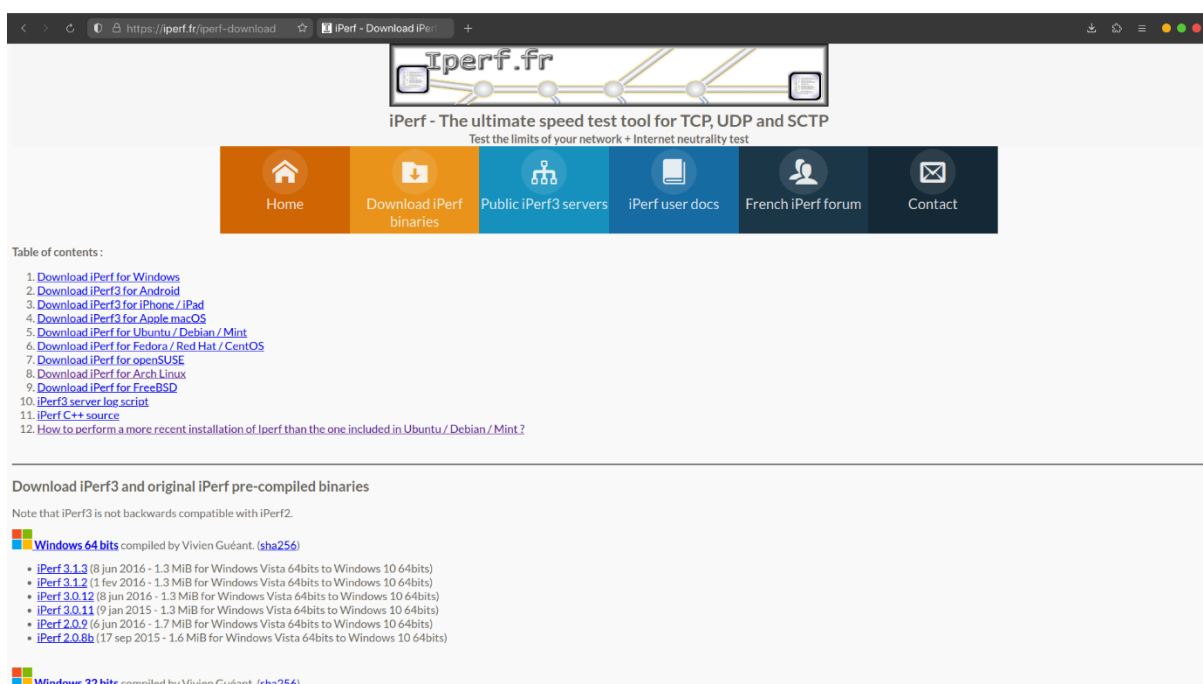 https://iperf.fr/iperf-download
iPerf - Download iPer
Iperf.fr
iPerf - The ultimate speed test tool for TCP, UDP and SCTP
Test the limits of your network + Internet neutrality test
Home
Download iPerf binaries
Public iPerf3 servers
iPerf user docs
French iPerf forum
Contact
Table of contents :
1. Download iPerf for Windows
2. Download iPerf3 for Android
3. Download iPerf3 for iPhone / iPad
4. Download iPerf3 for Apple macOS
5. Download iPerf for Ubuntu / Debian / Mint
6. Download iPerf for Fedora / Red Hat / CentOS
7. Download iPerf for openSUSE
8. Download iPerf for Arch Linux
9. Download iPerf for FreeBSD
10. iPerf3 server log script
11. iPerf C++ source
12. How to perform a more recent installation of Iperf than the one included in Ubuntu / Debian / Mint ?
Download iPerf3 and original iPerf pre-compiled binaries
Note that iPerf3 is not backwards compatible with iPerf2.
Windows 64 bits compiled by Vivien Guéant. (sha256)
• iPerf 3.1.3 (8 jun 2016 - 1.3 MiB for Windows Vista 64bits to Windows 10 64bits)
• iPerf 3.1.2 (1 fev 2016 - 1.3 MiB for Windows Vista 64bits to Windows 10 64bits)
• iPerf 3.0.12 (8 jun 2016 - 1.3 MiB for Windows Vista 64bits to Windows 10 64bits)
• iPerf 3.0.11 (9 jan 2015 - 1.3 MiB for Windows Vista 64bits to Windows 10 64bits)
• iPerf 2.0.9 (6 jun 2016 - 1.7 MiB for Windows Vista 64bits to Windows 10 64bits)
• iPerf 2.0.8b (17 sep 2015 - 1.6 MiB for Windows Vista 64bits to Windows 10 64bits)
Windows 32 bits compiled by Vivien Guéant. (sha256)